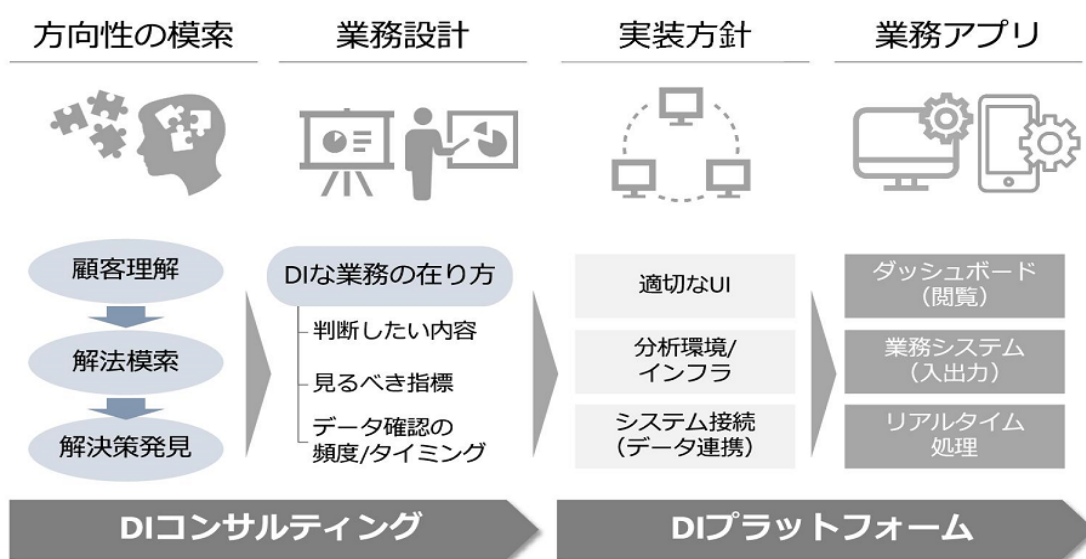 方向性の模索
業務設計
実装方針
業務アプリ
顧客理解
解法模索
解決策発見
DIな業務の在り方
判断したい内容
見るべき指標
データ確認の
頻度/タイミング
適切なUI
分析環境/
インフラ
システム接続
(データ連携)
ダッシュボード
(閲覧)
業務システム
(入出力)
リアルタイム
処理
DIコンサルティング
DIプラットフォーム